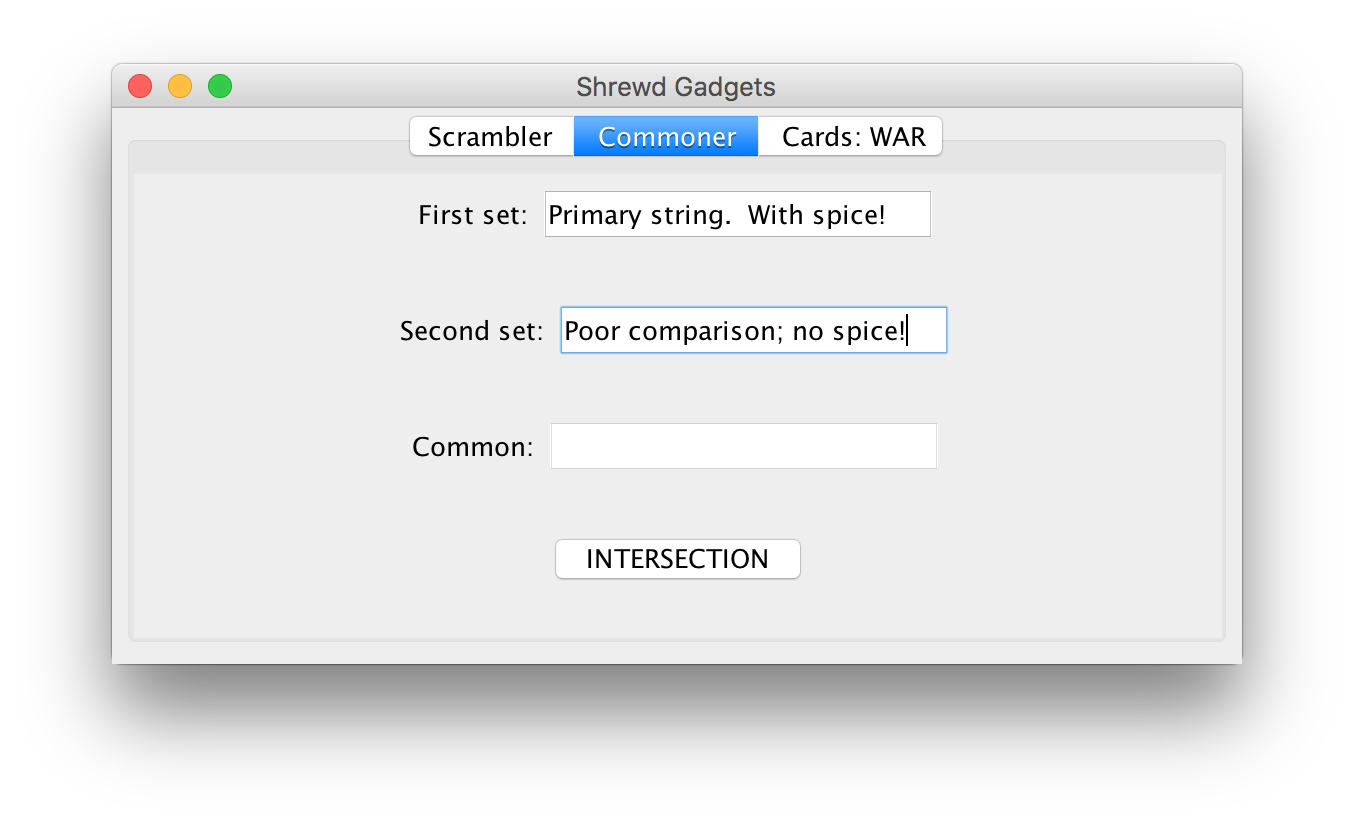 Shrewd Gadgets
Scrambler Commoner Cards: WAR
First set: Primary string.  With spice!
Second set: Poor comparison; no spice!
Common:
INTERSECTION